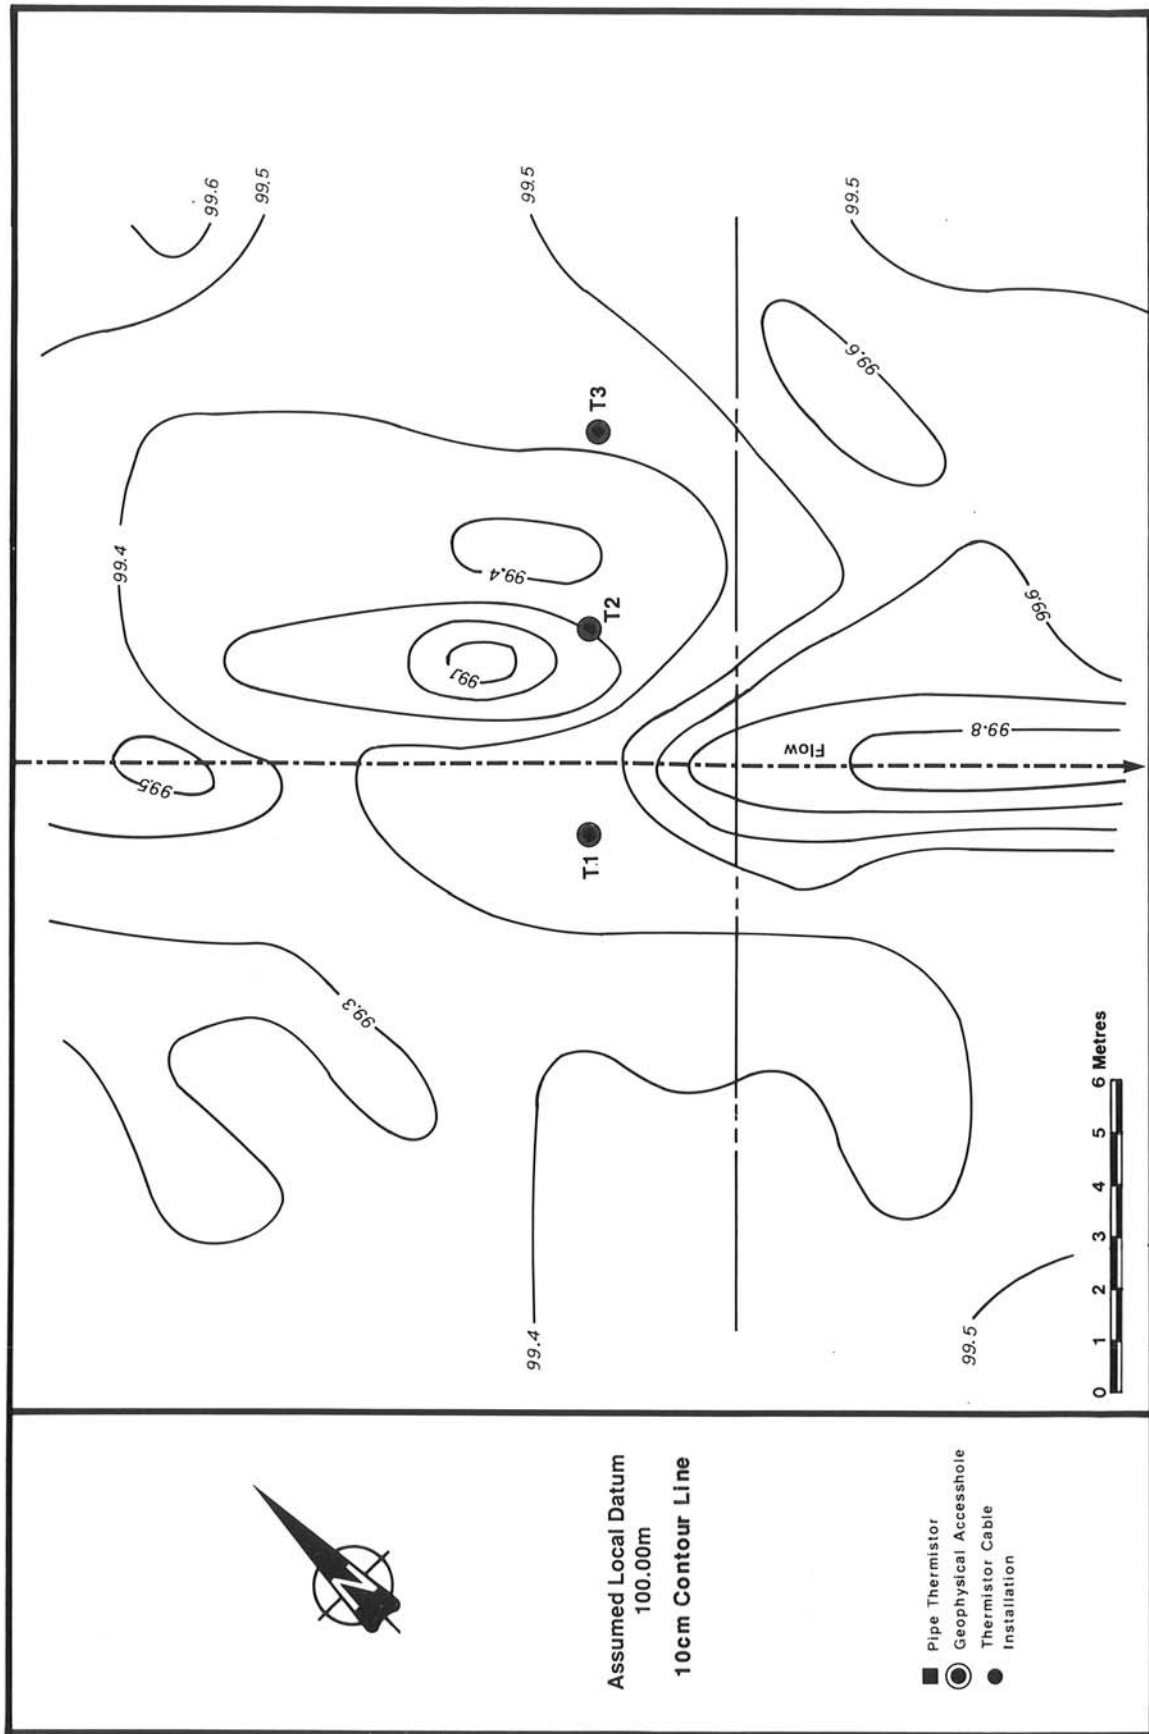 99.6
99.5
99.5
99.5
99.4
99.4
99.1
99.5
T3
T2
T1
99.6
99.6
99.8
Flow
99.3
99.4
99.5
0 1 2 3 4 5 6 Metres
N
Assumed Local Datum
100.00m
10cm Contour Line
Pipe Thermistor
Geophysical Accesshole
Thermistor Cable
Installation